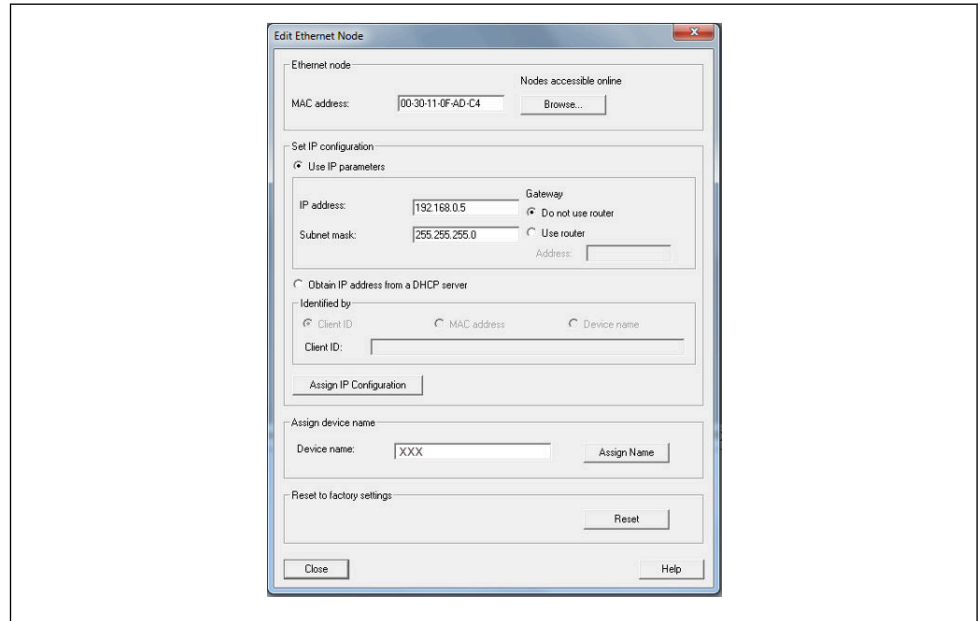 Edit Ethernet Node
Ethernet node
Nodes accessible online
MAC address: 00-30-11-0F-AD-C4 Browse...
Set IP configuration
Use IP parameters
Gateway
IP address: 192.168.0.5 Do not use router
Subnet mask: 255.255.255.0 Use router
Address:
Obtain IP address from a DHCP server
Identified by
Client ID MAC address Device name
Client ID:
Assign IP Configuration
Assign device name
Device name: XXX Assign Name
Reset to factory settings
Reset
Close Help